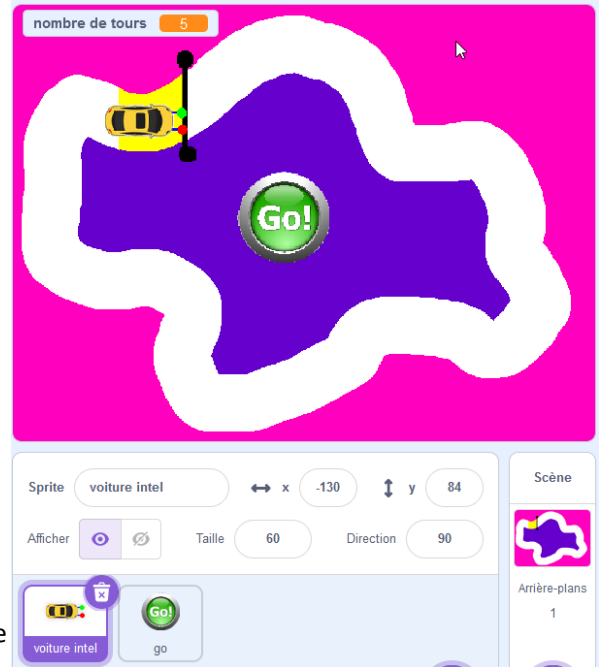 nombre de tours 5
Go!
Sprite voiture intel x -130 y 84
Afficher Taille 60 Direction 90
Scène
Arrière-plans
1
e
voiture intel
Go!
go